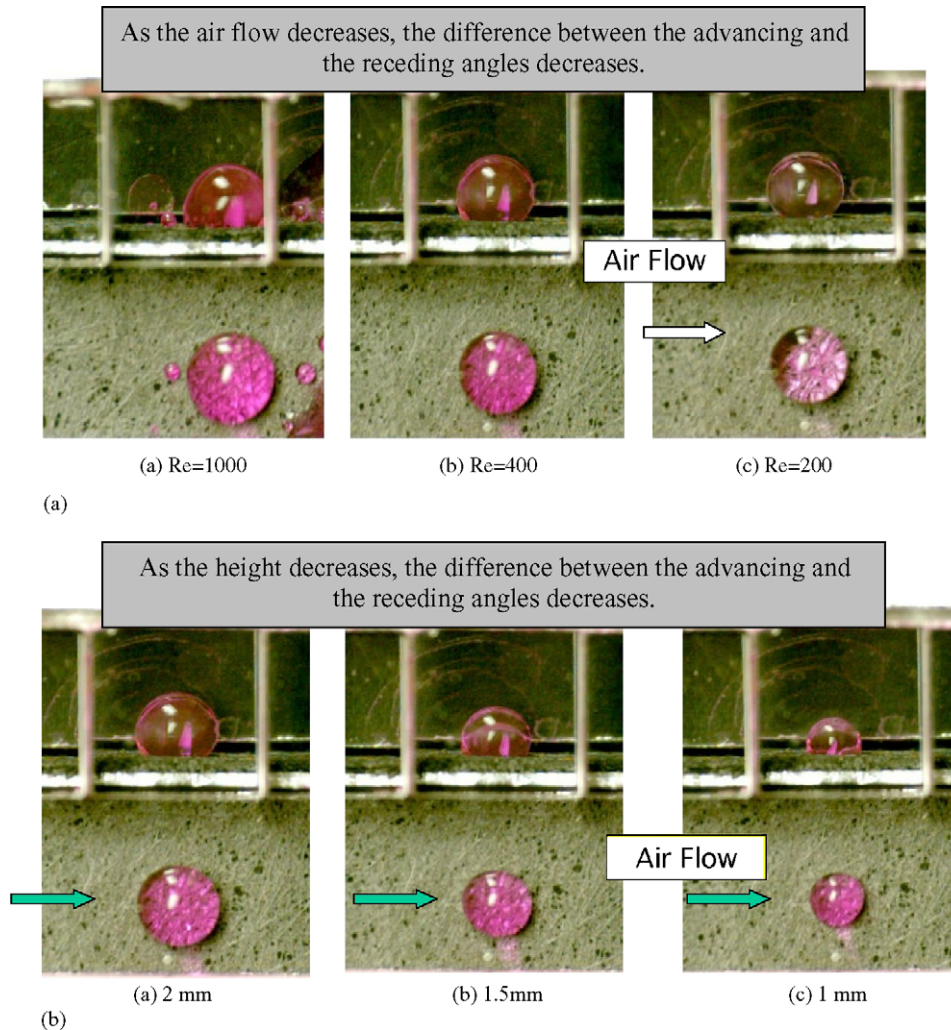 As the air flow decreases, the difference between the advancing and
the receding angles decreases.
Air Flow
(a) Re=1000
(b) Re=400
(c) Re=200
(a)
As the height decreases, the difference between the advancing and
the receding angles decreases.
Air Flow
(a) 2 mm
(b) 1.5mm
(c) 1 mm
(b)